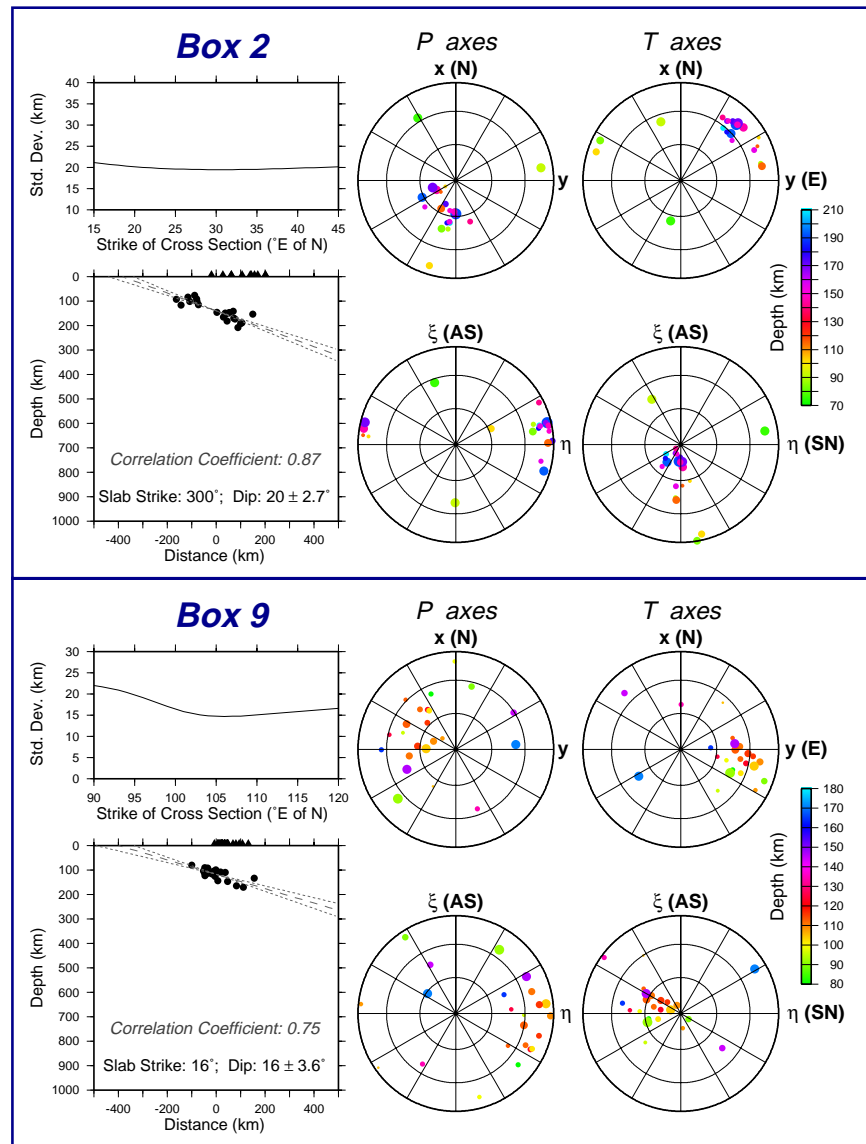 Box 2
P axes
T axes
x (N)
x (N)
40
35
30
25
20
15
10
Std. Dev. (km)
15 20 25 30 35 40 45
Strike of Cross Section (˚E of N)
y
y (E)
210
190
170
150
130
110
90
70
Depth (km)
0
100
200
300
400
500
600
700
800
900
1000
Depth (km)
Correlation Coefficient: 0.87
Slab Strike: 300˚; Dip: 20 ± 2.7˚
-400 -200 0 200 400
Distance (km)
ξ (AS)
ξ (AS)
η
η (SN)
Box 9
P axes
T axes
x (N)
x (N)
30
25
20
15
10
5
0
Std. Dev. (km)
90 95 100 105 110 115 120
Strike of Cross Section (˚E of N)
y
y (E)
180
170
160
150
140
130
120
110
100
90
80
Depth (km)
0
100
200
300
400
500
600
700
800
900
1000
Depth (km)
Correlation Coefficient: 0.75
Slab Strike: 16˚; Dip: 16 ± 3.6˚
-400 -200 0 200 400
Distance (km)
ξ (AS)
ξ (AS)
η
η (SN)